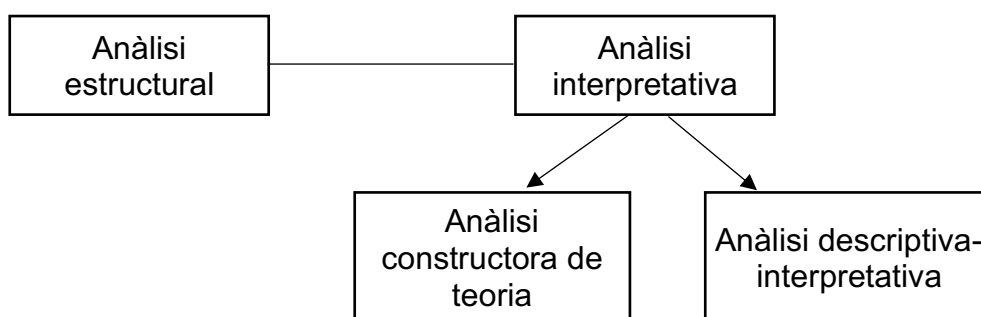 Anàlisi
estructural
Anàlisi
interpretativa
Anàlisi
constructora de
teoria
Anàlisi descriptiva-
interpretativa